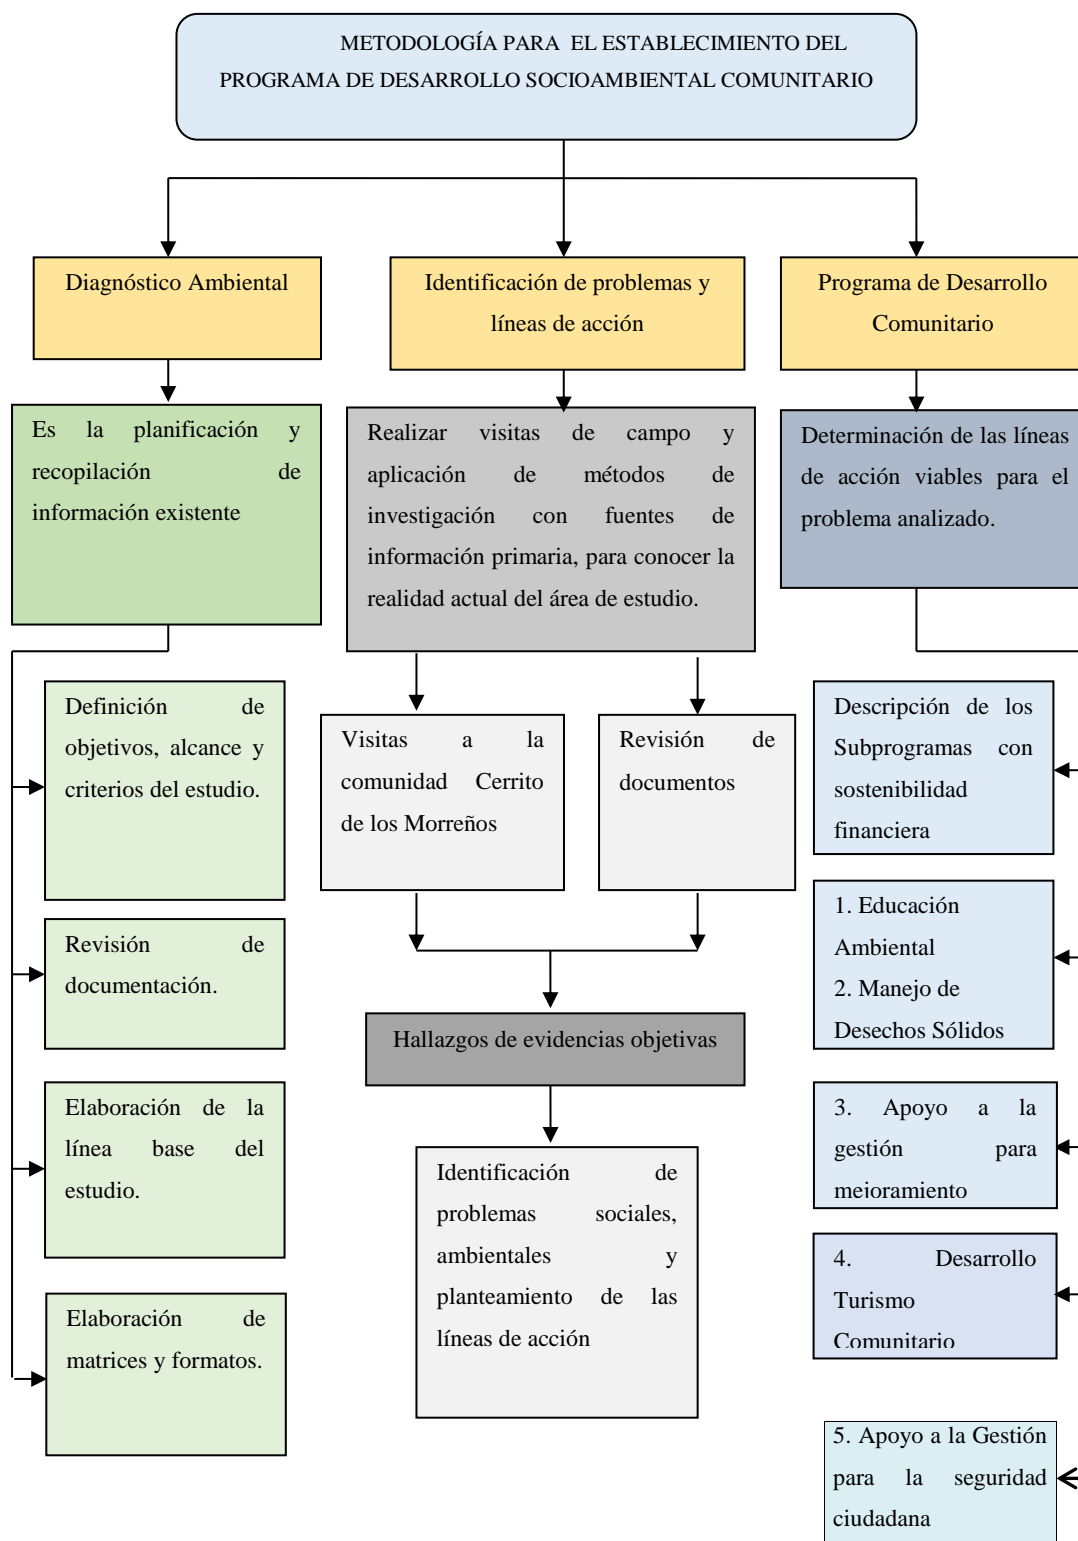 METODOLOGÍA PARA EL ESTABLECIMIENTO DEL
PROGRAMA DE DESARROLLO SOCIOAMBIENTAL COMUNITARIO
Diagnóstico Ambiental
Identificación de problemas y
líneas de acción
Programa de Desarrollo
Comunitario
Es la planificación y
recopilación de
información existente
Realizar visitas de campo y
aplicación de métodos de
investigación con fuentes de
información primaria, para conocer la
realidad actual del área de estudio.
Determinación de las líneas
de acción viables para el
problema analizado.
Definición de
objetivos, alcance y
criterios del estudio.
Revisión de
documentación.
Elaboración de la
línea base del
estudio.
Elaboración de
matrices y formatos.
Visitas a la
comunidad Cerrito
de los Morreños
Revisión de
documentos
Hallazgos de evidencias objetivas
Identificación de
problemas sociales,
ambientales y
planteamiento de las
líneas de acción
Descripción de los
Subprogramas con
sostenibilidad
financiera
1. Educación
Ambiental
2. Manejo de
Desechos Sólidos
3. Apoyo a la
gestión para
mejoramiento
4. Desarrollo
Turismo
Comunitario
5. Apoyo a la Gestión
para la seguridad
ciudadana